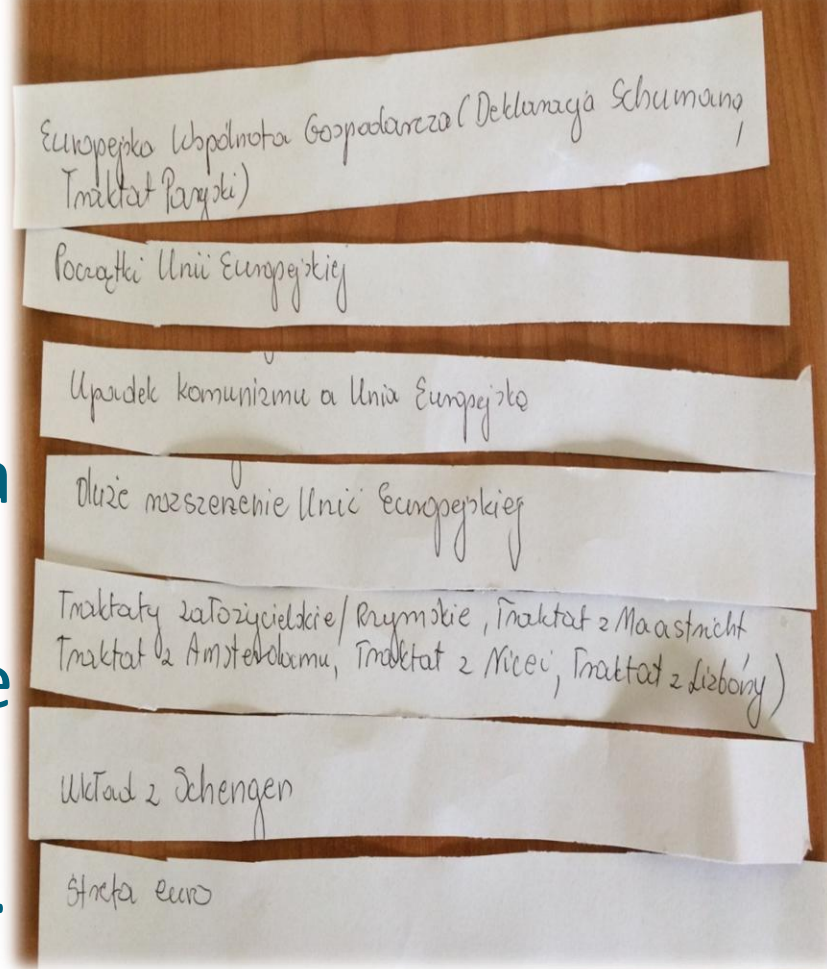 Europejska Wspólnota Gospodarcza (Deklaracja Schumana,
Traktat Paryski)
Początki Unii Europejskiej
Upadek komunizmu a Unia Europejska
Duże rozszerzenie Unii Europejskiej
Traktaty założycielskie/Rzymskie, Traktat z Maastricht
Traktat z Amsterdamu, Traktat z Nicei, Traktat z Lizbony)
Układ z Schengen
Strefa euro
a
e